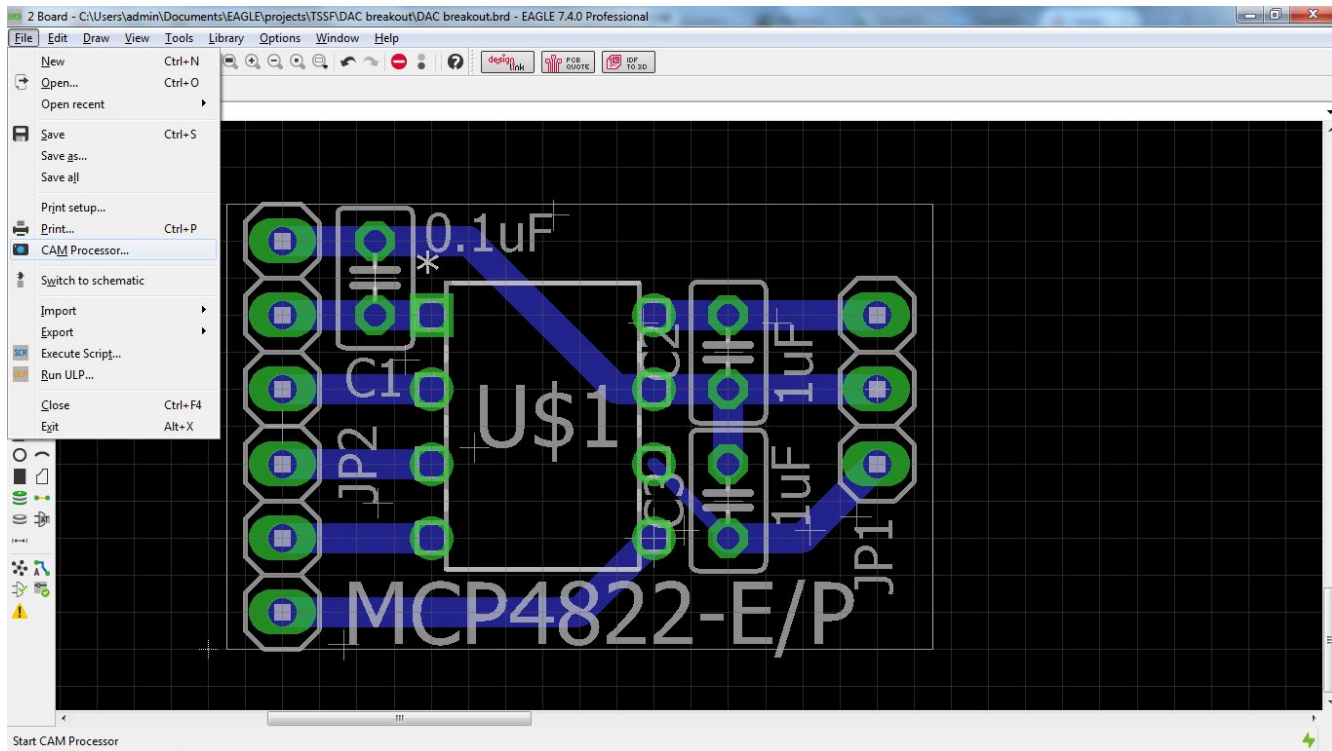 2 Board - C:\Users\admin\Documents\EAGLE\projects\TSSF\DAC breakout\DAC breakout.brd - EAGLE 7.4.0 Professional
File Edit Draw View Tools Library Options Window Help
design link PCB QUOTE IDF TO 3D
New Ctrl+N
Open... Ctrl+O
Open recent
Save Ctrl+S
Save as...
Save all
Print setup...
Print... Ctrl+P
CAM Processor...
Switch to schematic
Import
Export
SCR Execute Script...
ULP Run ULP...
Close Ctrl+F4
Exit Alt+X
0.1uF
*
C1
C2
1uF
U$1
JP2
C3
1uF
JP1
MCP4822-E/P
Start CAM Processor